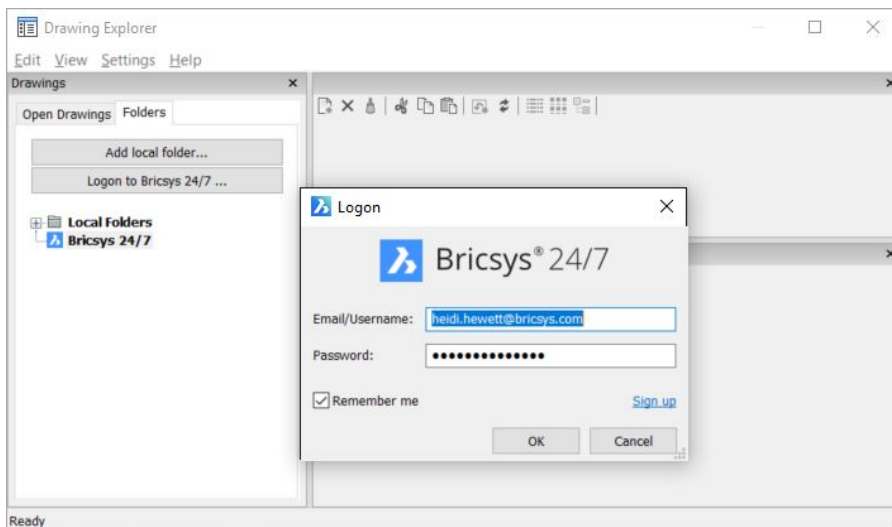 Drawing Explorer
Edit View Settings Help
Drawings
Open Drawings Folders
Add local folder...
Logon to Bricsys 24/7 ...
Local Folders
Bricsys 24/7
Logon
Bricsys® 24/7
Email/Username: heidi.hewett@bricsys.com
Password: ••••••••••••••
Remember me
Sign up
OK Cancel
Ready